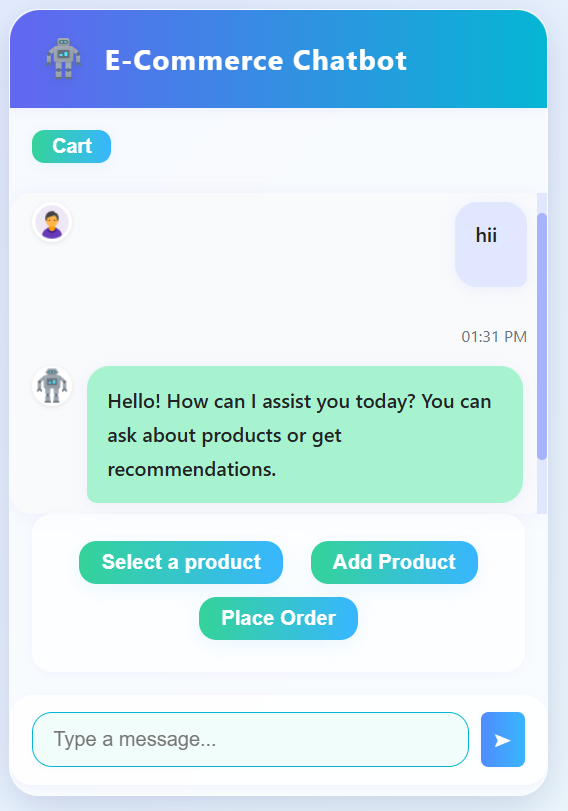 E-Commerce Chatbot
Cart
hii
01:31 PM
Hello! How can I assist you today? You can
ask about products or get
recommendations.
Select a product
Add Product
Place Order
Type a message...